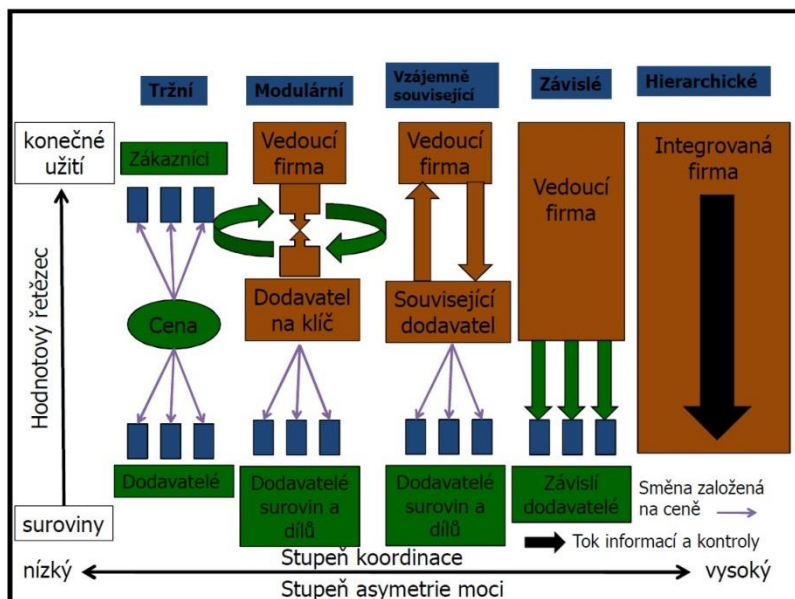 Tržní
Modulární
Vzájemně
související
Závislé
Hierarchické
konečné
užití
Zákazníci
Vedoucí
firma
Vedoucí
firma
Vedoucí
firma
Integrovaná
firma
Hodnotový řetězec
Cena
Dodavatel
na klíč
Související
dodavatel
Dodavatelé
Dodavatelé
surovin a
dílů
Dodavatelé
surovin a
dílů
Závislí
dodavatelé
Směna založená
na ceně
Tok informací a kontroly
suroviny
nízký
Stupeň koordinace
Stupeň asymetrie moci
vysoký